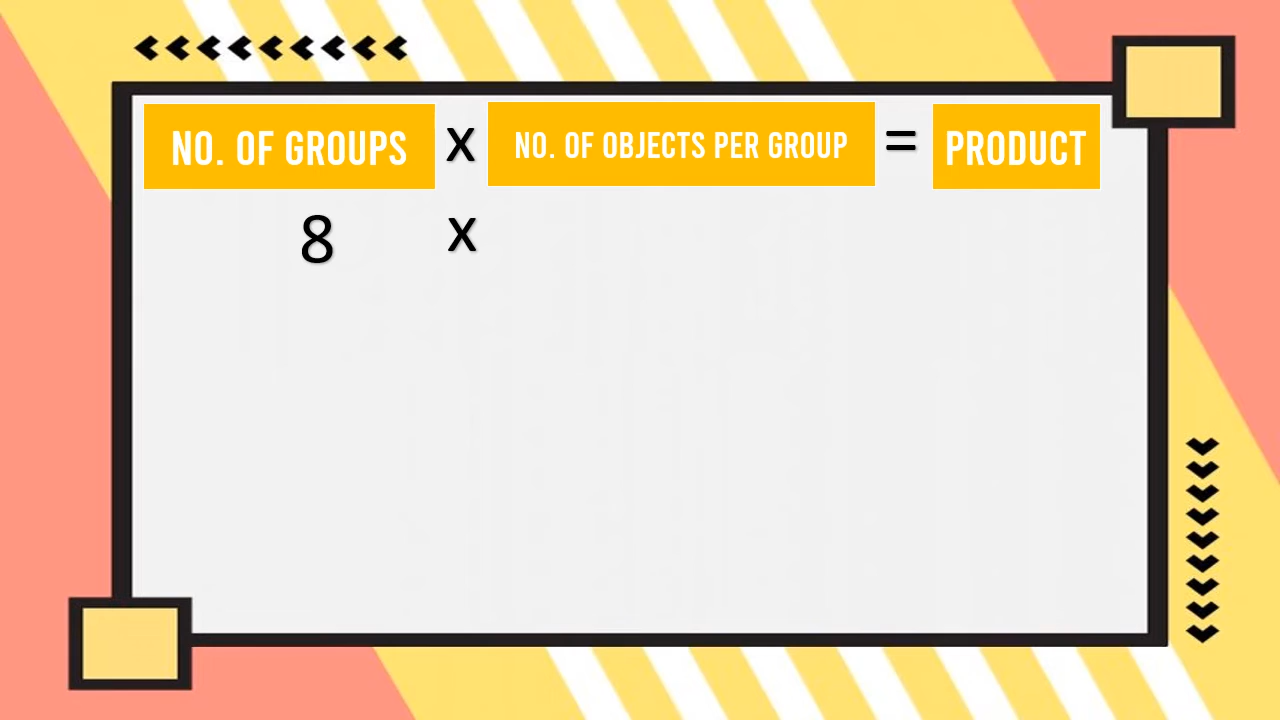 NO. OF GROUPS x NO. OF OBJECTS PER GROUP = PRODUCT
8 x